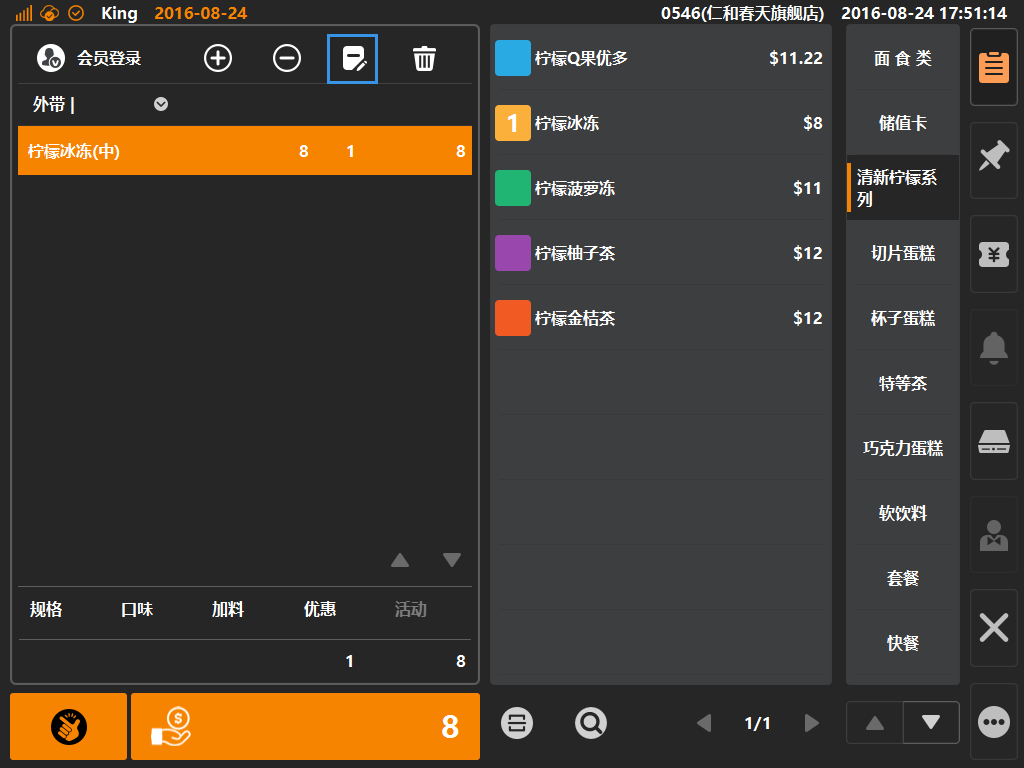 King 2016-08-24
0546(仁和春天旗舰店) 2016-08-24 17:51:14
会员登录
外带 |
柠檬冰冻(中) 8 1 8
规格 口味 加料 优惠 活动
1 8
8
柠檬Q果优多 $11.22
1 柠檬冰冻 $8
柠檬菠萝冻 $11
柠檬柚子茶 $12
柠檬金桔茶 $12
1/1
面 食 类
储值卡
清新柠檬系
列
切片蛋糕
杯子蛋糕
特等茶
巧克力蛋糕
软饮料
套餐
快餐